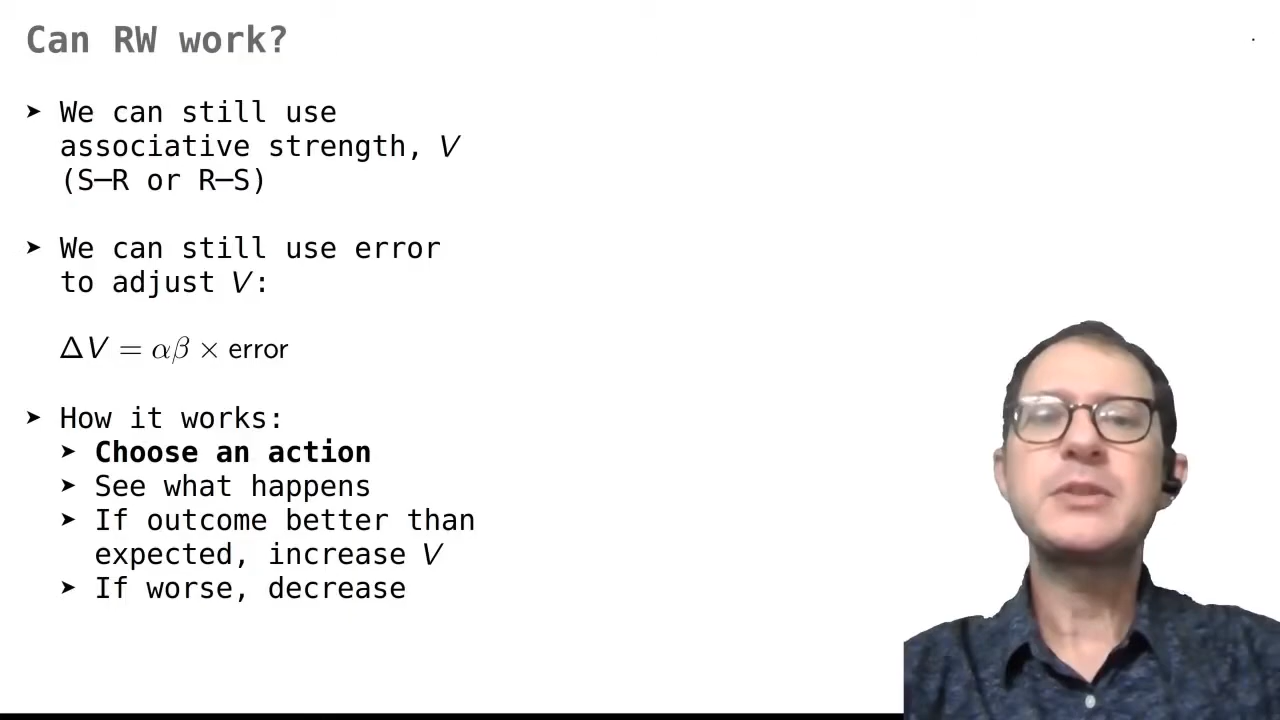 Can RW work?
➤ We can still use
associative strength, V
(S–R or R–S)
➤ We can still use error
to adjust V:
ΔV = αβ × error
➤ How it works:
➤ Choose an action
➤ See what happens
➤ If outcome better than
expected, increase V
➤ If worse, decrease